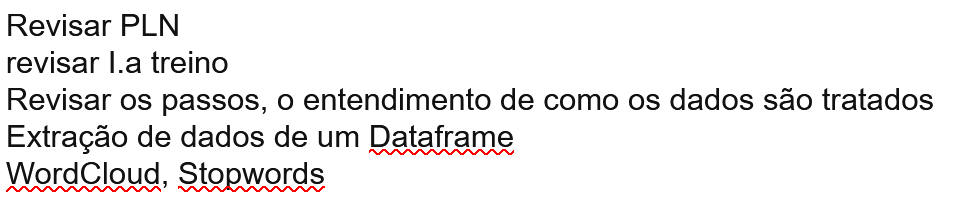 Revisar PLN
revisar I.a treino
Revisar os passos, o entendimento de como os dados são tratados
Extração de dados de um Dataframe
WordCloud, Stopwords